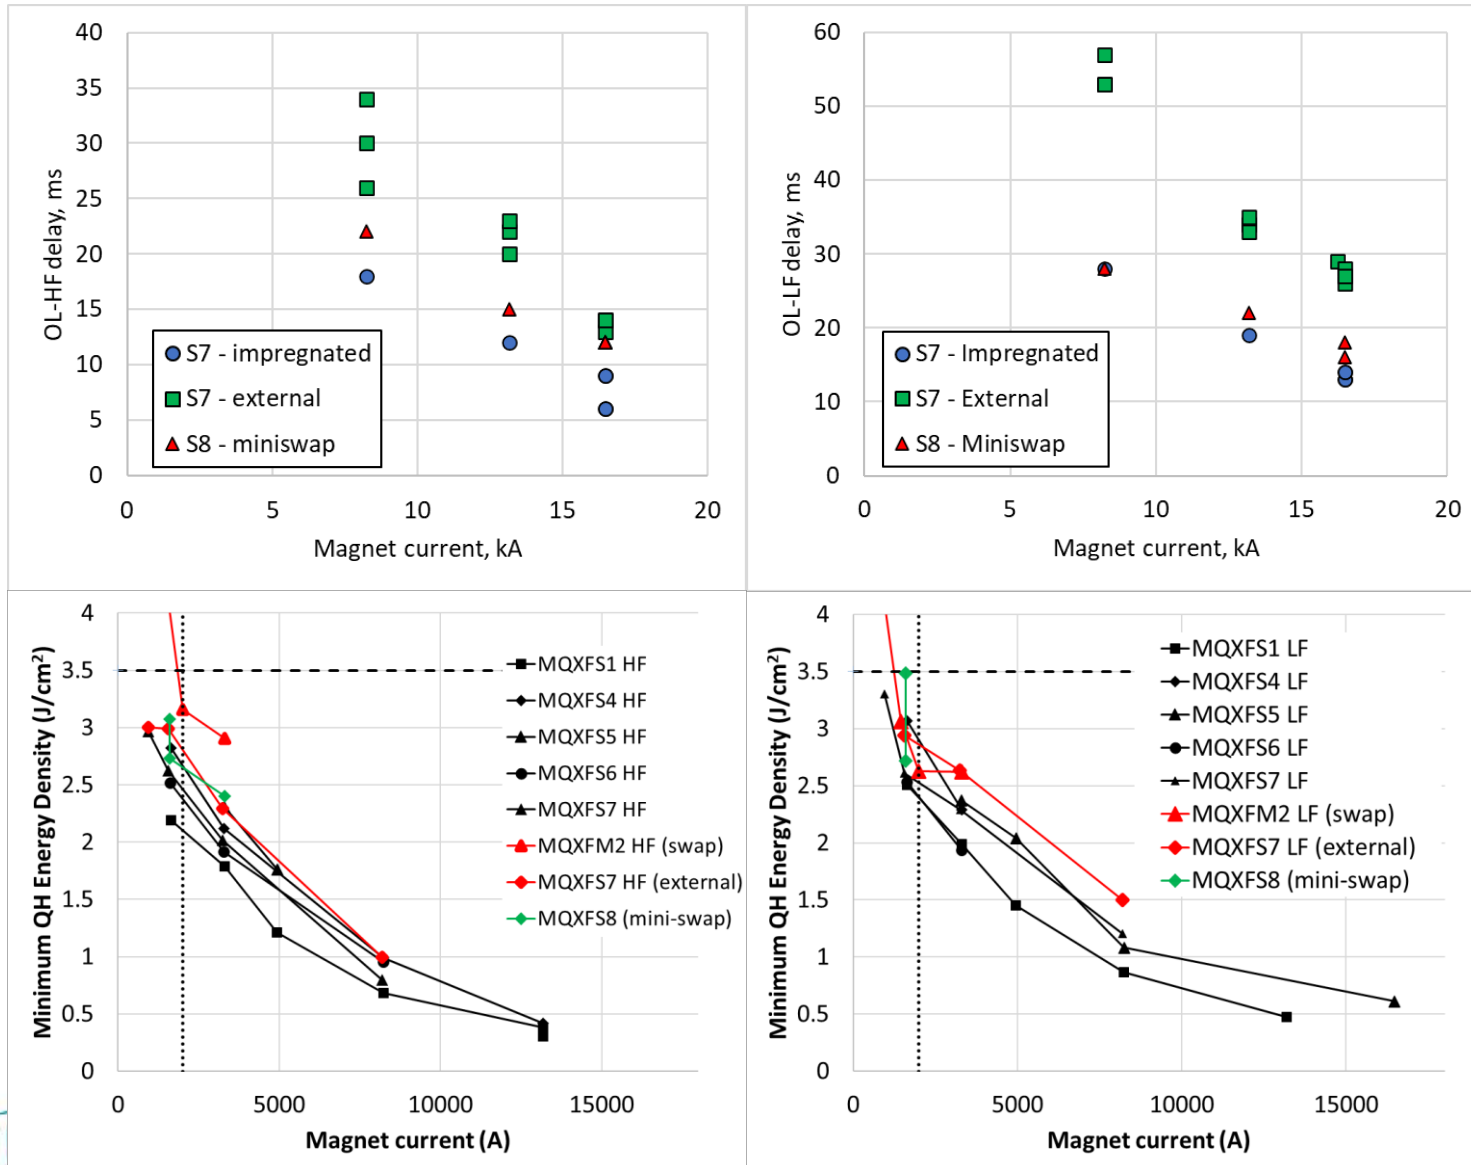 40
35
30
25
20
15
10
5
0
OL-HF delay, ms
S7 - impregnated
S7 - external
S8 - miniswap
0 5 10 15 20
Magnet current, kA
60
50
40
30
20
10
0
OL-LF delay, ms
S7 - Impregnated
S7 - External
S8 - Miniswap
0 5 10 15 20
Magnet current, kA
4
3.5
3
2.5
2
1.5
1
0.5
0
Minimum QH Energy Density (J/cm²)
MQXFS1 HF
MQXFS4 HF
MQXFS5 HF
MQXFS6 HF
MQXFS7 HF
MQXFM2 HF (swap)
MQXFS7 HF (external)
MQXFS8 (mini-swap)
0 5000 10000 15000
Magnet current (A)
4
3.5
3
2.5
2
1.5
1
0.5
0
Minimum QH Energy Density (J/cm²)
MQXFS1 LF
MQXFS4 LF
MQXFS5 LF
MQXFS6 LF
MQXFS7 LF
MQXFM2 LF (swap)
MQXFS7 LF (external)
MQXFS8 (mini-swap)
0 5000 10000 15000
Magnet current (A)